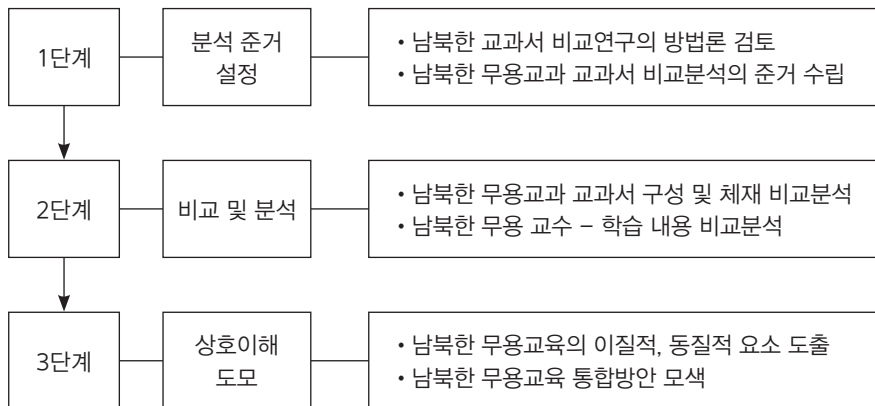 1단계
분석 준거
설정
• 남북한 교과서 비교연구의 방법론 검토
• 남북한 무용교과 교과서 비교분석의 준거 수립
2단계
비교 및 분석
• 남북한 무용교과 교과서 구성 및 체재 비교분석
• 남북한 무용 교수 – 학습 내용 비교분석
3단계
상호이해
도모
• 남북한 무용교육의 이질적, 동질적 요소 도출
• 남북한 무용교육 통합방안 모색